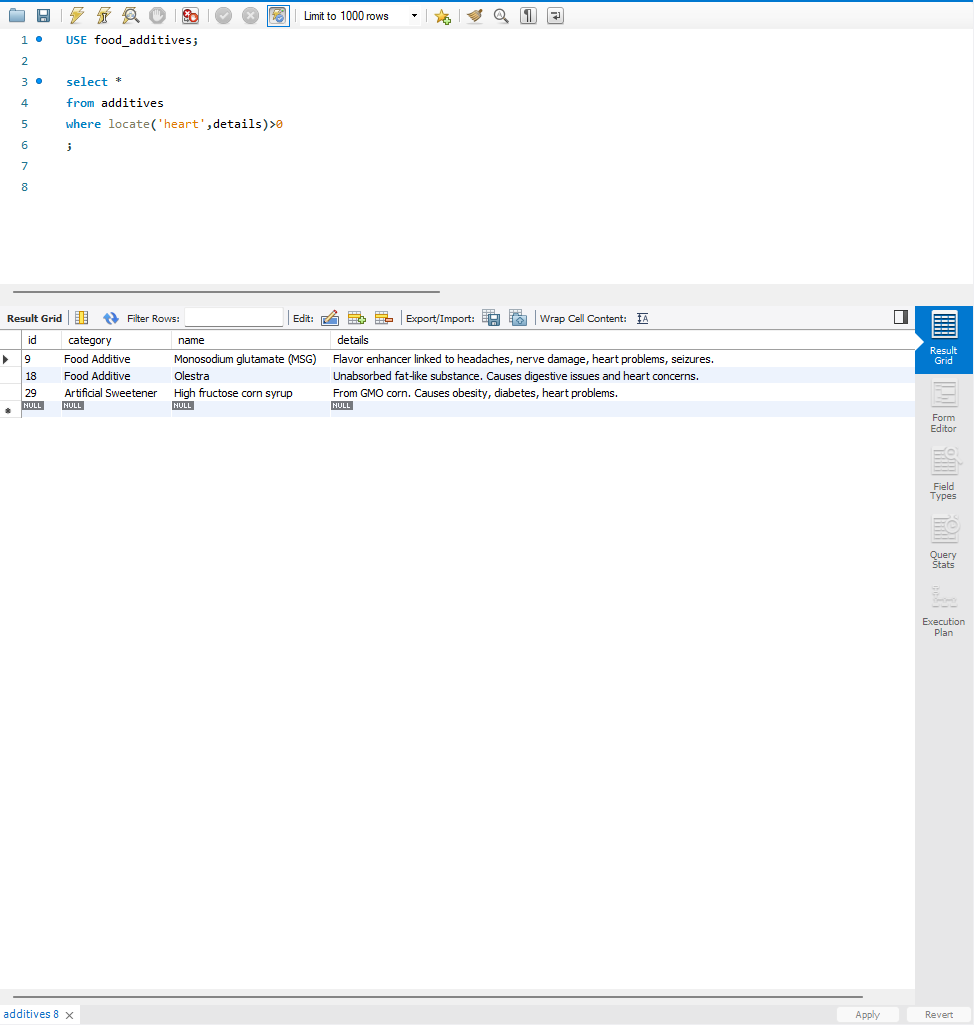 Limit to 1000 rows
1 USE food_additives;
2
3 select *
4 from additives
5 where locate('heart',details)>0
6 ;
7
8
Result Grid Filter Rows: Edit: Export/Import: Wrap Cell Content:
id category name details
9 Food Additive Monosodium glutamate (MSG) Flavor enhancer linked to headaches, nerve damage, heart problems, seizures.
18 Food Additive Olestra Unabsorbed fat-like substance. Causes digestive issues and heart concerns.
29 Artificial Sweetener High fructose corn syrup From GMO corn. Causes obesity, diabetes, heart problems.
NULL NULL NULL NULL
Result
Grid
Form
Editor
Field
Types
Query
Stats
Execution
Plan
additives 8 Apply Revert